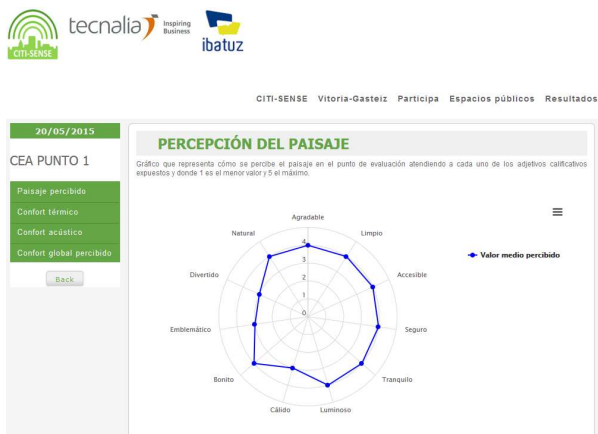 CITI-SENSE
tecnalia
Inspiring
Business
ibatuz
CITI-SENSE Vitoria-Gasteiz Participa Espacios públicos Resultados
20/05/2015
CEA PUNTO 1
Paisaje percibido
Confort térmico
Confort acústico
Confort global percibido
Back
PERCEPCIÓN DEL PAISAJE
Gráfico que representa cómo se percibe el paisaje en el punto de evaluación atendiendo a cada uno de los adjetivos calificativos
expuestos y donde 1 es el menor valor y 5 el máximo.
Agradable
Natural
Limpio
Divertido
Accesible
Emblemático
Seguro
Bonito
Tranquilo
Cálido
Luminoso
4
3
2
1
0
Valor medio percibido